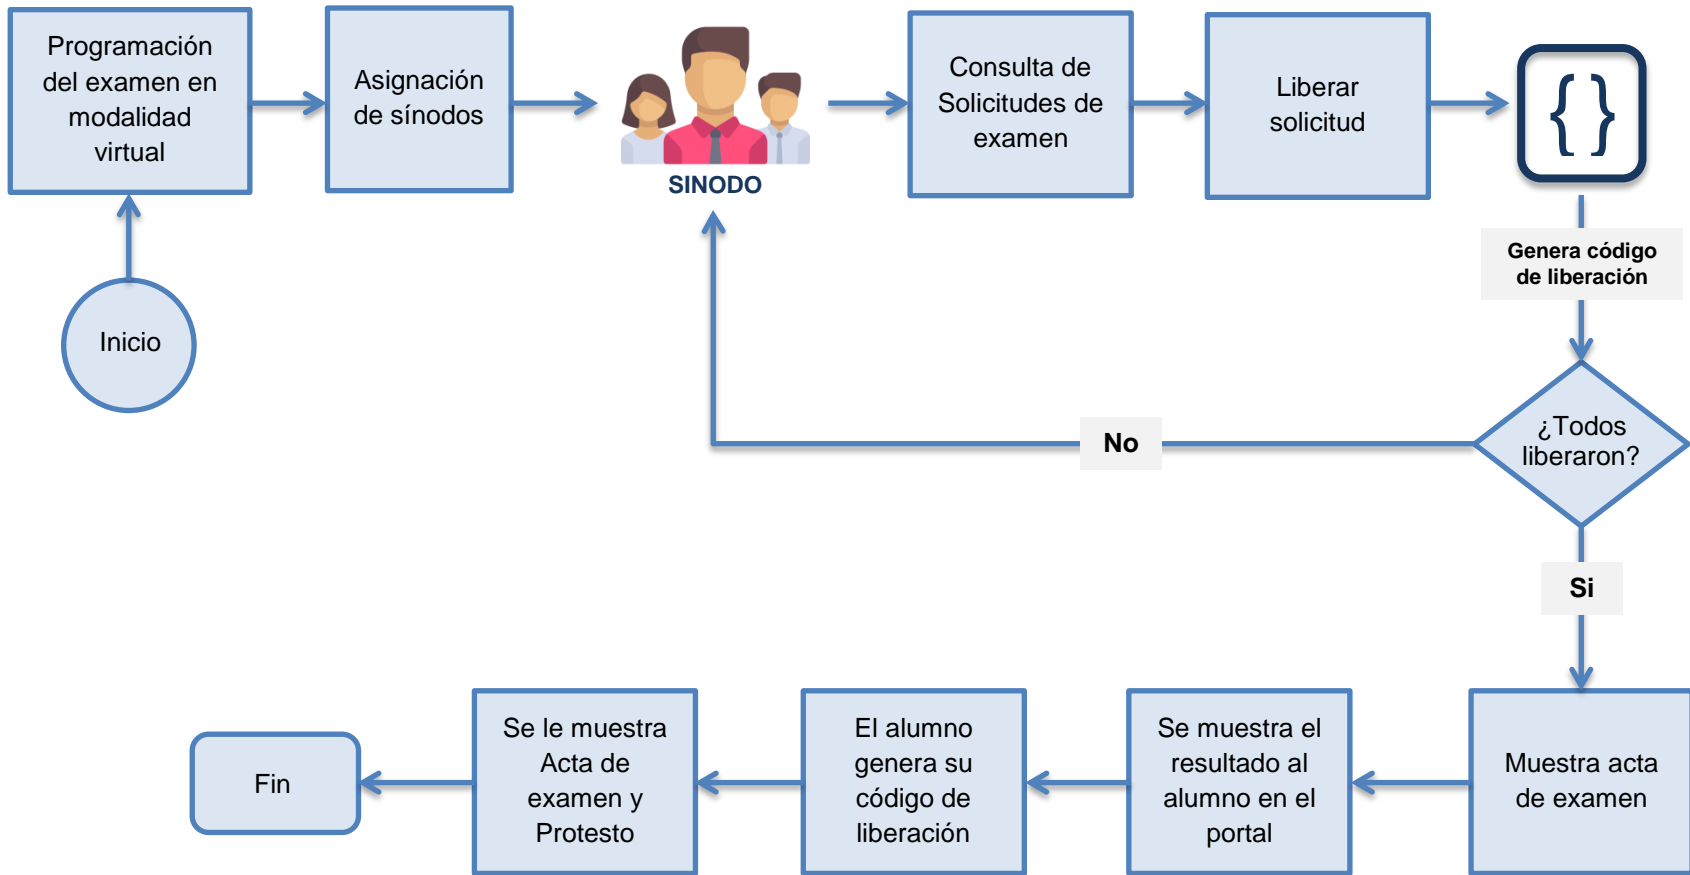 Programación
del examen en
modalidad
virtual
Asignación
de sínodos
SINODO
Consulta de
Solicitudes de
examen
Liberar
solicitud
{ }
Genera código
de liberación
Inicio
¿Todos
liberaron?
No
Si
Muestra acta
de examen
Se muestra el
resultado al
alumno en el
portal
El alumno
genera su
código de
liberación
Se le muestra
Acta de
examen y
Protesto
Fin